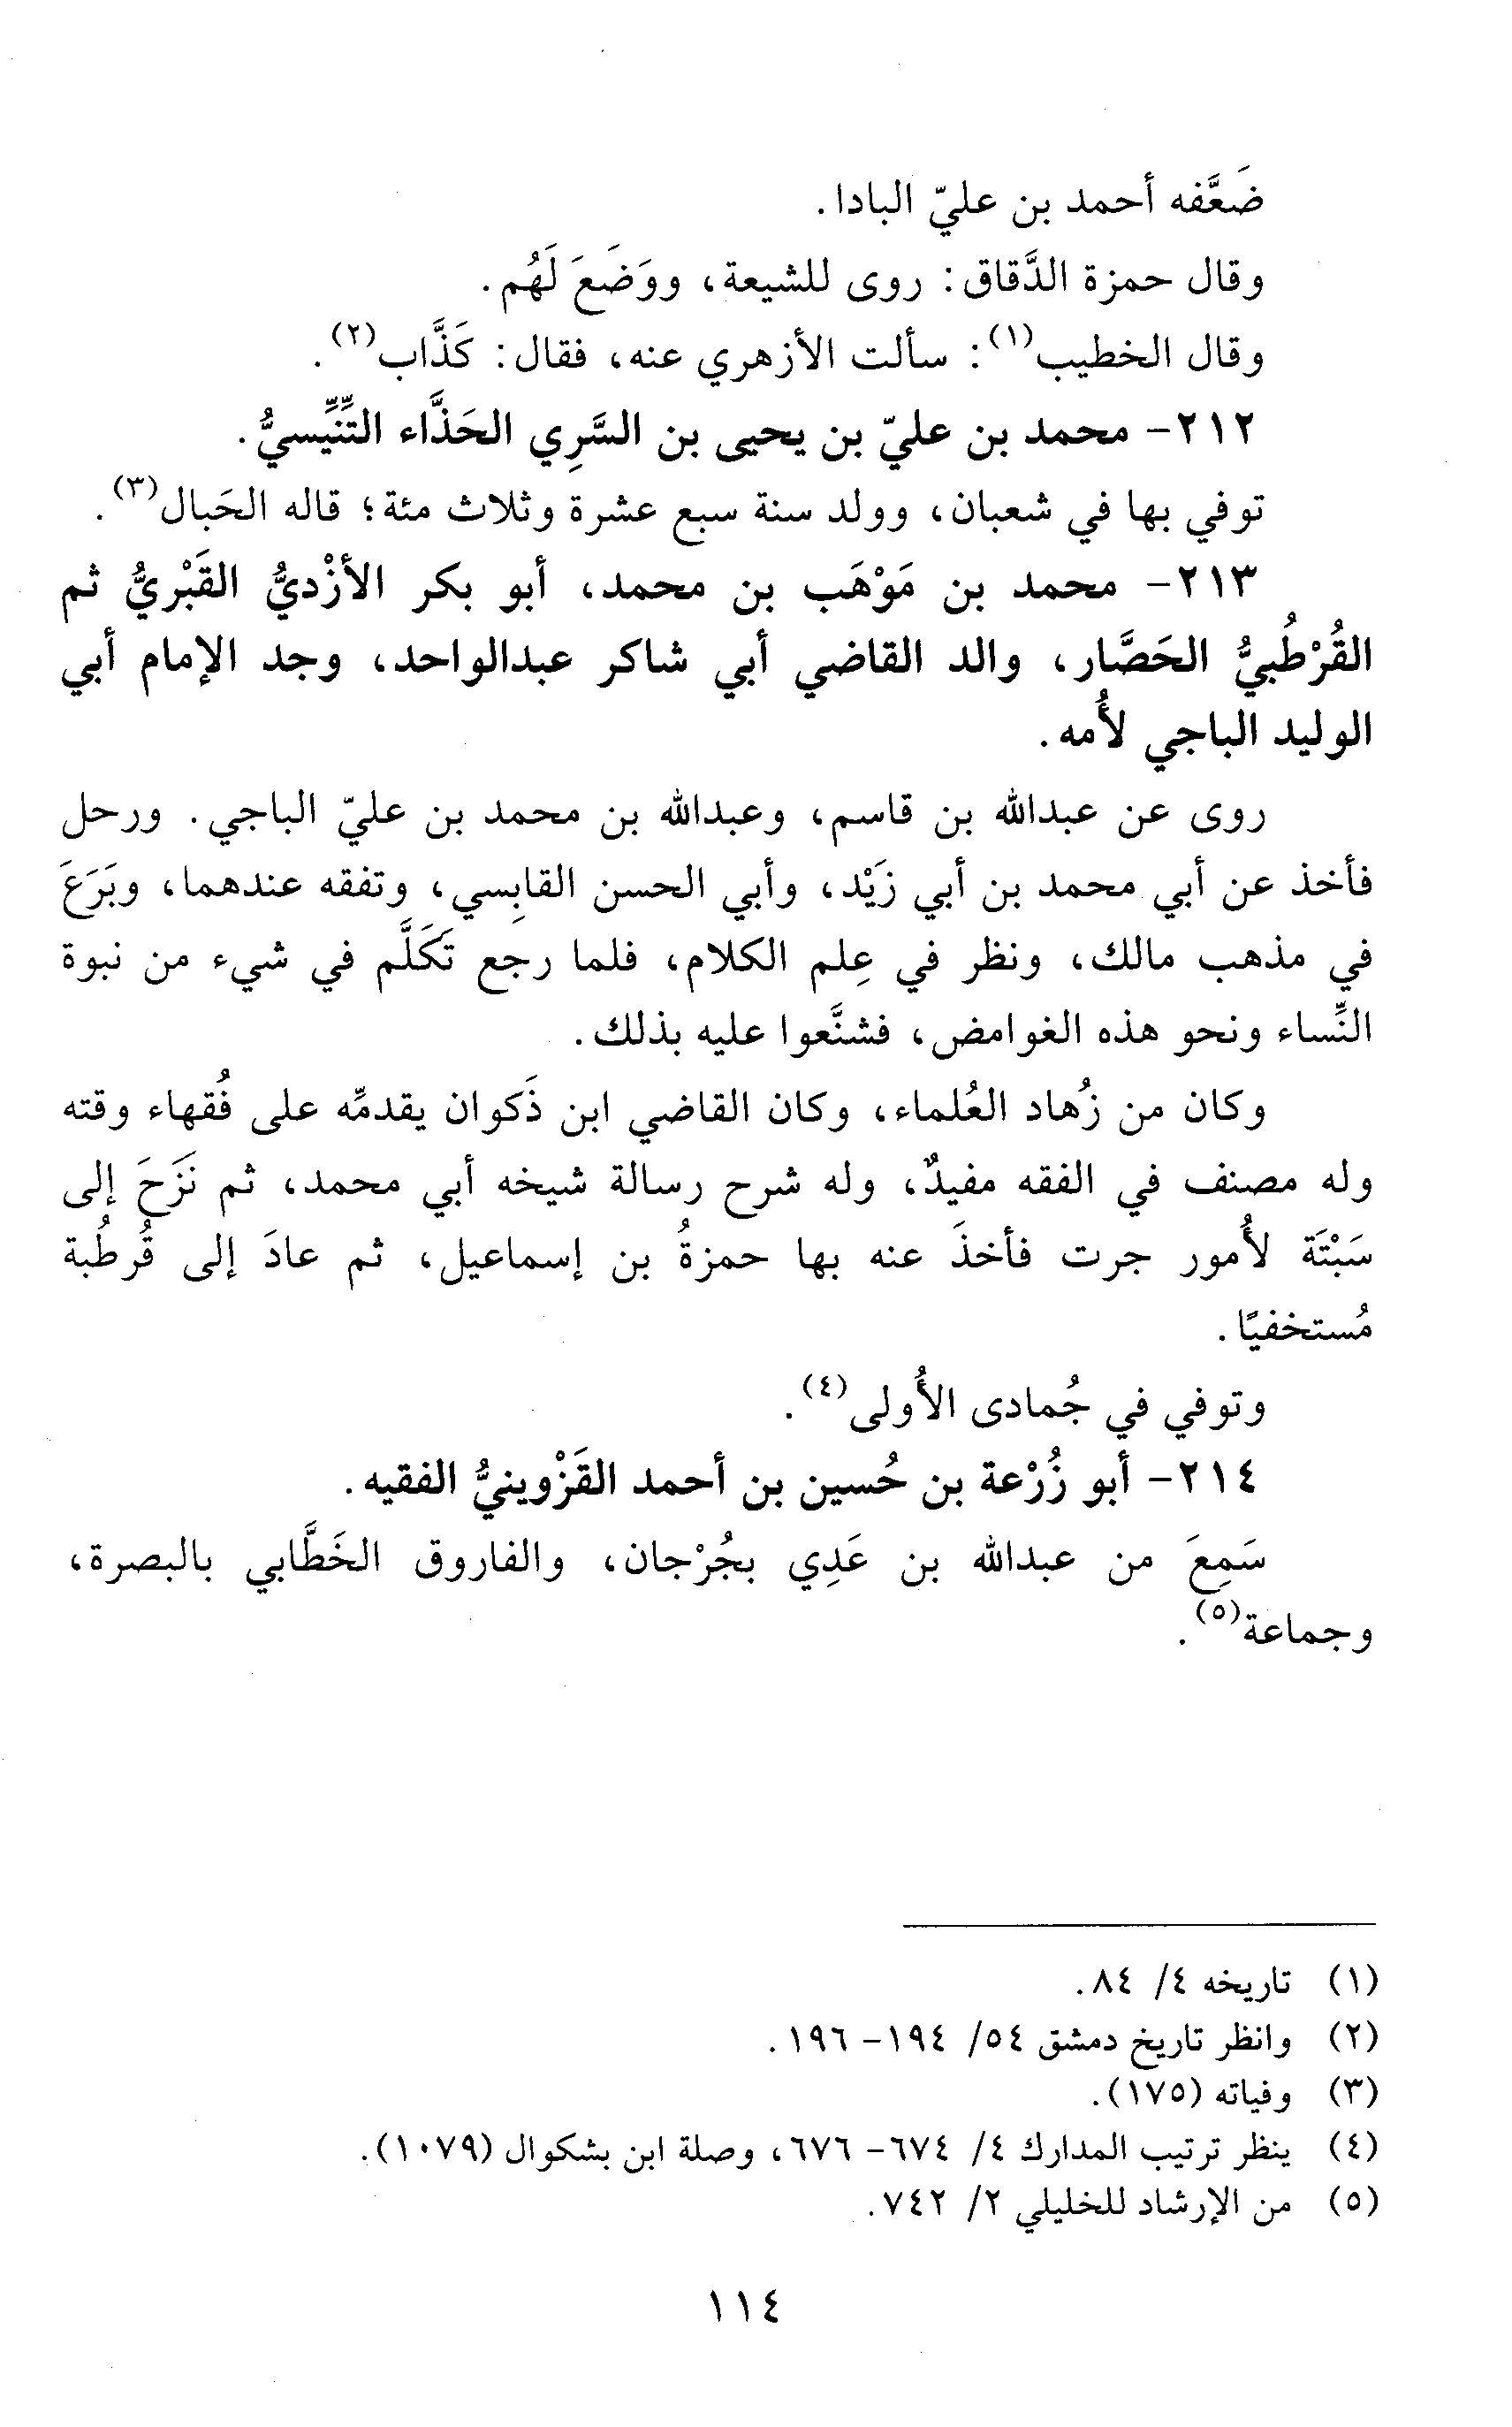 ضَعَّفه أحمد بن عليّ البادا.
وقال حمزة الدَّقاق: روى للشيعة، ووَضَعَ لَهُم.
وقال الخطيب(١): سألت الأزهري عنه، فقال: كَذَّاب(٢).
٢١٢- محمد بن عليّ بن يحيى بن السَّرِي الحَذَّاء التِّنِّيسيُّ.
توفي بها في شعبان، وولد سنة سبع عشرة وثلاث مئة؛ قاله الحَبال(٣).
٢١٣- محمد بن مَوْهَب بن محمد، أبو بكر الأزْديُّ القَبْريُّ ثم
القُرْطُبيُّ الحَصَّار، والد القاضي أبي شاكر عبدالواحد، وجد الإمام أبي
الوليد الباجي لأُمه.
روى عن عبدالله بن قاسم، وعبدالله بن محمد بن عليّ الباجي. ورحل
فأخذ عن أبي محمد بن أبي زَيْد، وأبي الحسن القابِسي، وتفقه عندهما، وبَرَعَ
في مذهب مالك، ونظر في عِلم الكلام، فلما رجع تَكَلَّم في شيء من نبوة
النِّساء ونحو هذه الغوامض، فشنَّعوا عليه بذلك.
وكان من زُهاد العُلماء، وكان القاضي ابن ذَكوان يقدمِّه على فُقهاء وقته
وله مصنف في الفقه مفيدٌ، وله شرح رسالة شيخه أبي محمد، ثم نَزَحَ إلى
سَبْتَة لأُمور جرت فأخذَ عنه بها حمزةُ بن إسماعيل، ثم عادَ إلى قُرطُبة
مُستخفيًا.
وتوفي في جُمادى الأُولى(٤).
٢١٤- أبو زُرْعة بن حُسين بن أحمد القَزْوينيُّ الفقيه.
سَمِعَ من عبدالله بن عَدِي بجُرْجان، والفاروق الخَطَّابي بالبصرة،
وجماعة(٥).
(١) تاريخه ٤/ ٨٤.
(٢) وانظر تاريخ دمشق ٥٤/ ١٩٤- ١٩٦.
(٣) وفياته (١٧٥).
(٤) ينظر ترتيب المدارك ٤/ ٦٧٤- ٦٧٦، وصلة ابن بشكوال (١٠٧٩).
(٥) من الإرشاد للخليلي ٢/ ٧٤٢.
١١٤